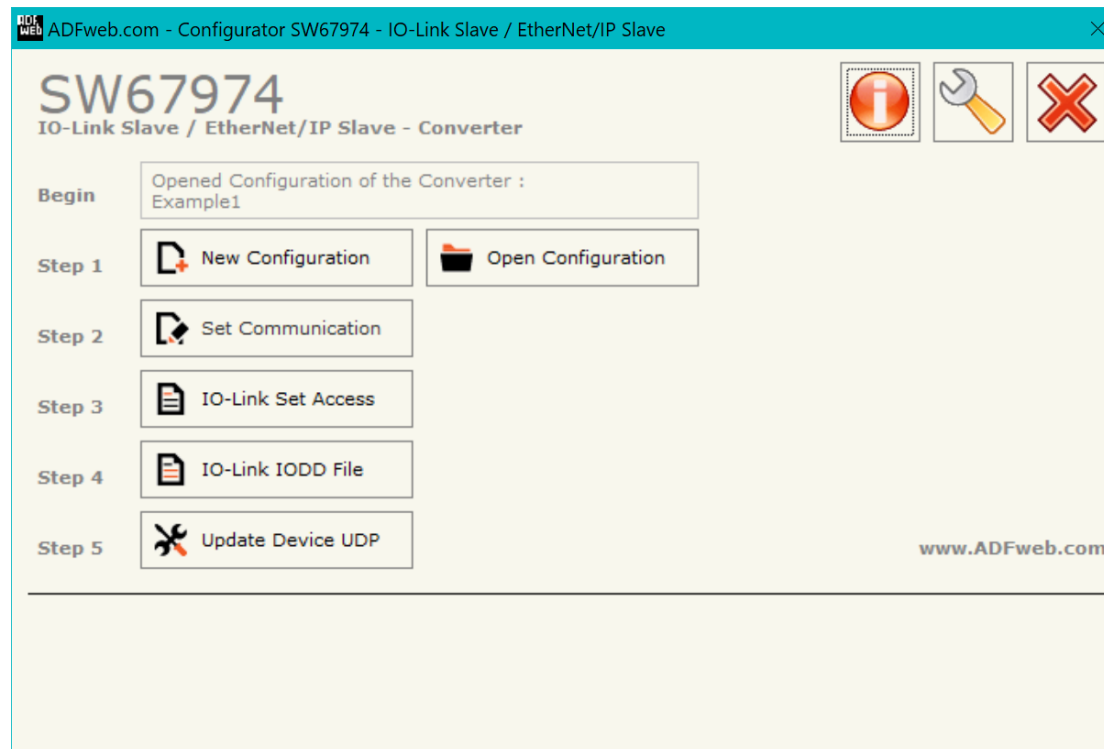 ADF
WEB
ADFweb.com - Configurator SW67974 - IO-Link Slave / EtherNet/IP Slave
SW67974
IO-Link Slave / EtherNet/IP Slave - Converter
Begin
Opened Configuration of the Converter :
Example1
Step 1
New Configuration
Open Configuration
Step 2
Set Communication
Step 3
IO-Link Set Access
Step 4
IO-Link IODD File
Step 5
Update Device UDP
www.ADFweb.com